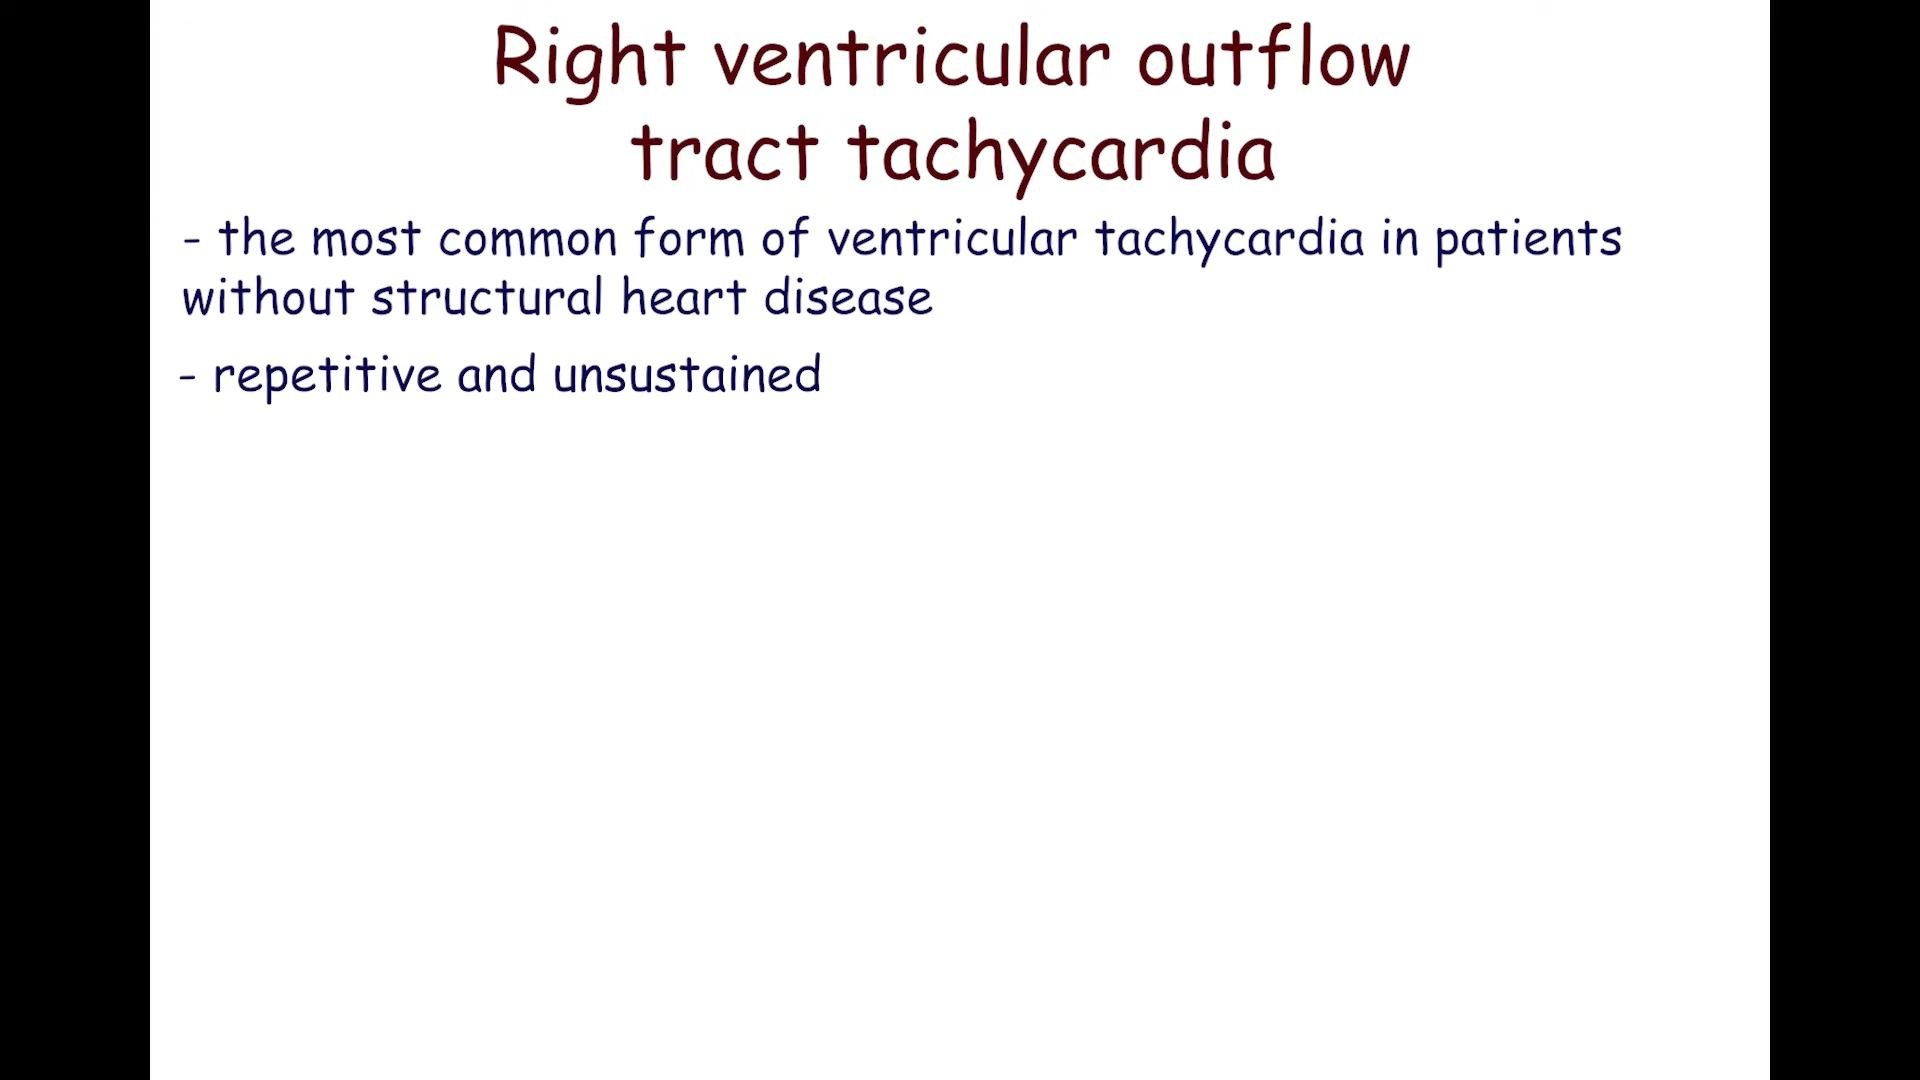 Right ventricular outflow
tract tachycardia
- the most common form of ventricular tachycardia in patients
without structural heart disease
- repetitive and unsustained